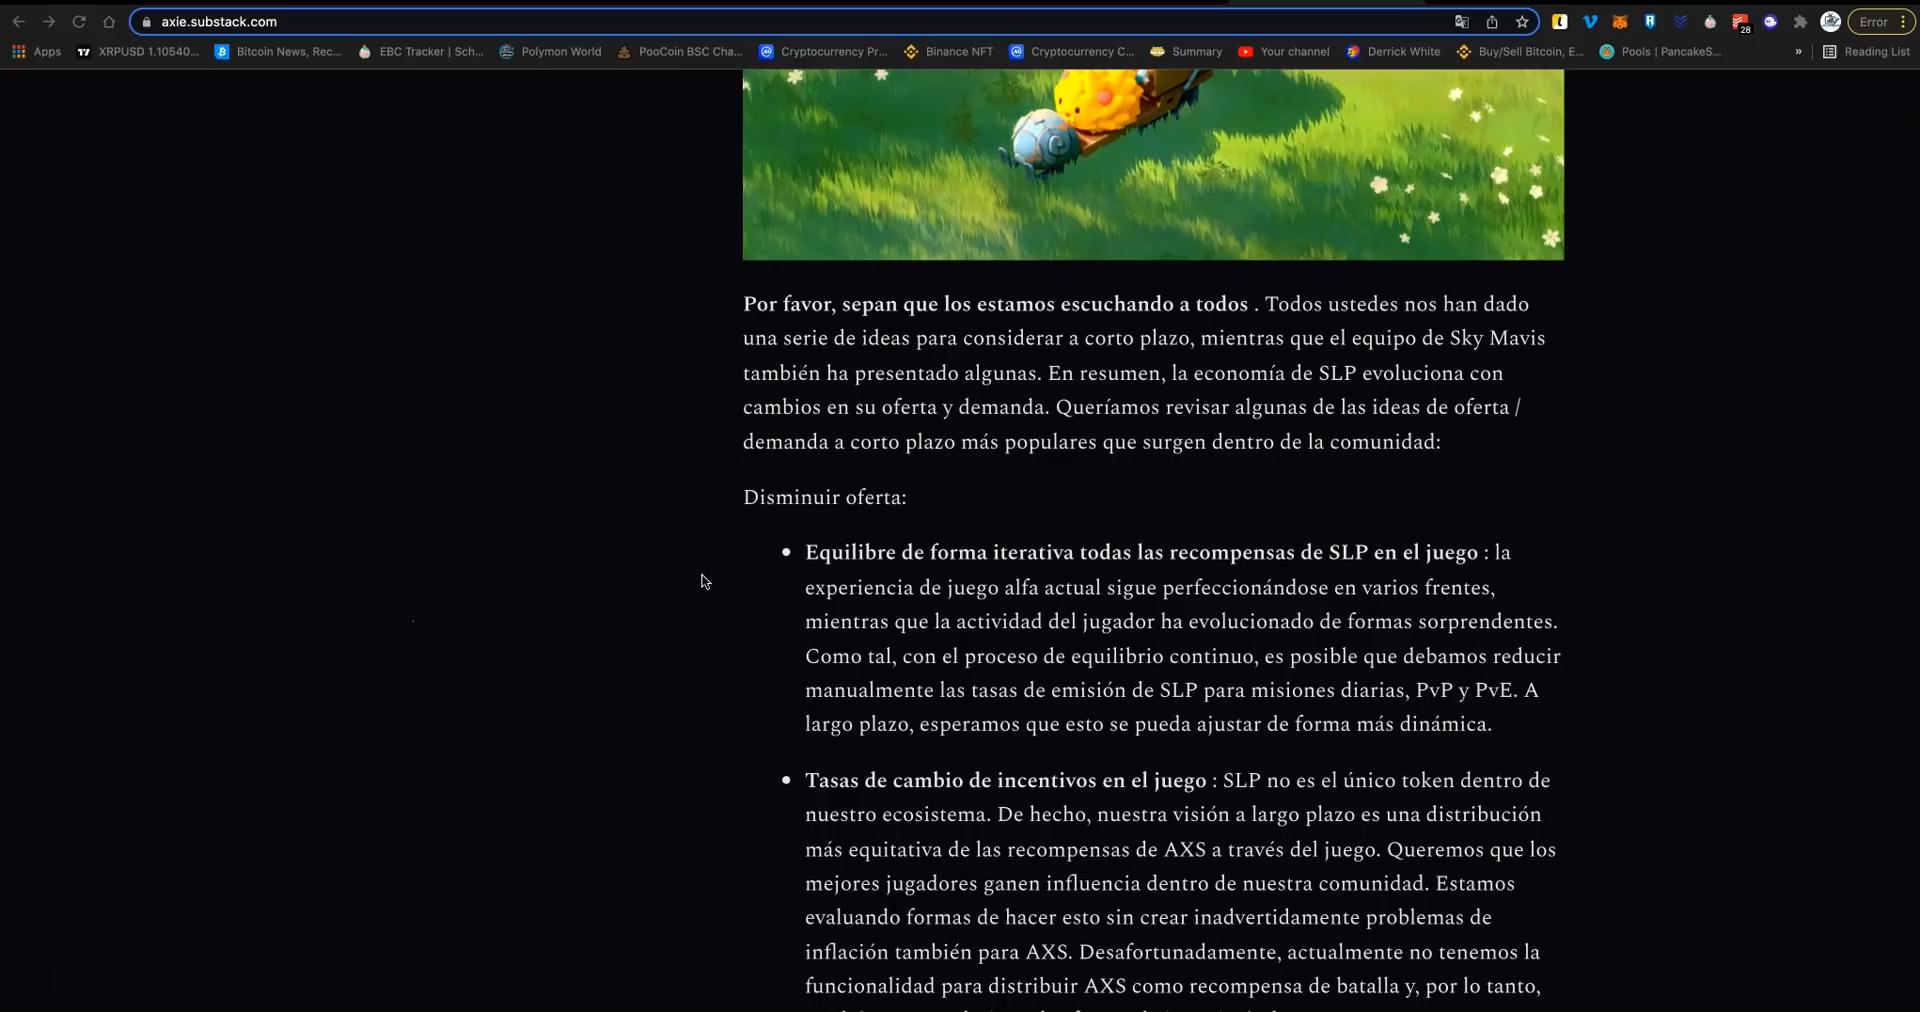 axie.substack.com
Error
Apps
XRPUSD 1.10540...
Bitcoin News, Rec...
EBC Tracker | Sch...
Polymon World
PooCoin BSC Cha...
Cryptocurrency Pr...
Binance NFT
Cryptocurrency C...
Summary
Your channel
Derrick White
Buy/Sell Bitcoin, E...
Pools | PancakeS...
»
Reading List
28
Por favor, sepan que los estamos escuchando a todos . Todos ustedes nos han dado
una serie de ideas para considerar a corto plazo, mientras que el equipo de Sky Mavis
también ha presentado algunas. En resumen, la economía de SLP evoluciona con
cambios en su oferta y demanda. Queríamos revisar algunas de las ideas de oferta /
demanda a corto plazo más populares que surgen dentro de la comunidad:
Disminuir oferta:
• Equilibre de forma iterativa todas las recompensas de SLP en el juego : la
experiencia de juego alfa actual sigue perfeccionándose en varios frentes,
mientras que la actividad del jugador ha evolucionado de formas sorprendentes.
Como tal, con el proceso de equilibrio continuo, es posible que debamos reducir
manualmente las tasas de emisión de SLP para misiones diarias, PvP y PvE. A
largo plazo, esperamos que esto se pueda ajustar de forma más dinámica.
• Tasas de cambio de incentivos en el juego : SLP no es el único token dentro de
nuestro ecosistema. De hecho, nuestra visión a largo plazo es una distribución
más equitativa de las recompensas de AXS a través del juego. Queremos que los
mejores jugadores ganen influencia dentro de nuestra comunidad. Estamos
evaluando formas de hacer esto sin crear inadvertidamente problemas de
inflación también para AXS. Desafortunadamente, actualmente no tenemos la
funcionalidad para distribuir AXS como recompensa de batalla y, por lo tanto,